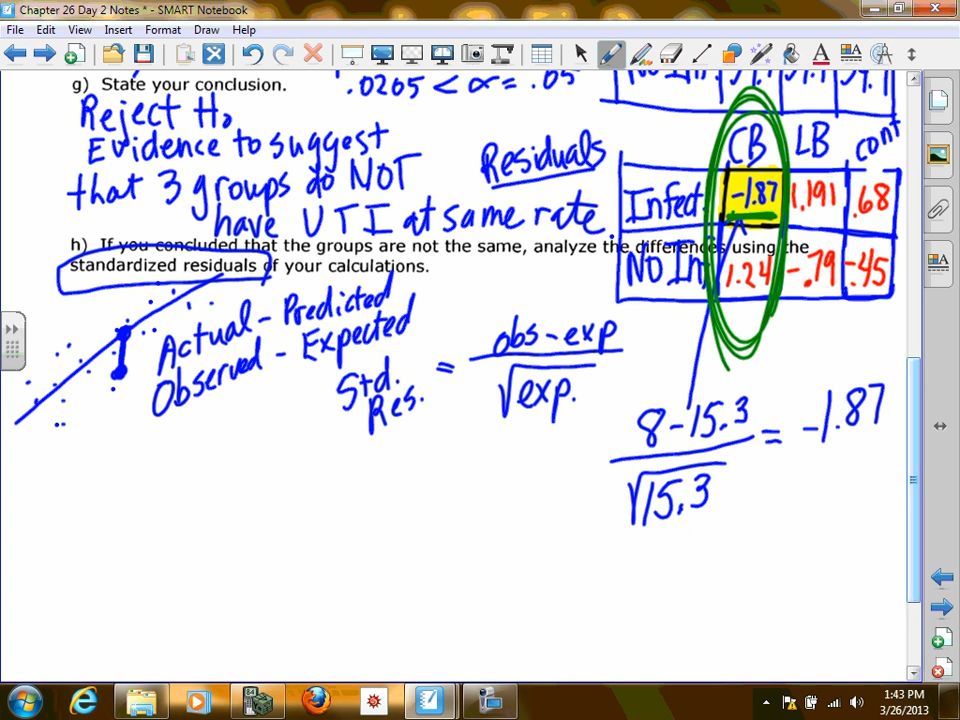 Chapter 26 Day 2 Notes * - SMART Notebook
File Edit View Insert Format Draw Help
g) State your conclusion.
.0205 < α = .05
Reject H₀
Evidence to suggest
that 3 groups do NOT
have UTI at same rate.
Residuals
CB LB cont
Infect. -1.87 1.191 .68
NO In 1.24 -.79 -.45
h) If you concluded that the groups are not the same, analyze the differences using the
standardized residuals of your calculations.
Actual - Predicted
Observed - Expected
Std. Res. = obs - exp / √exp.
8 - 15.3 / √15.3 = -1.87
1:43 PM
3/26/2013